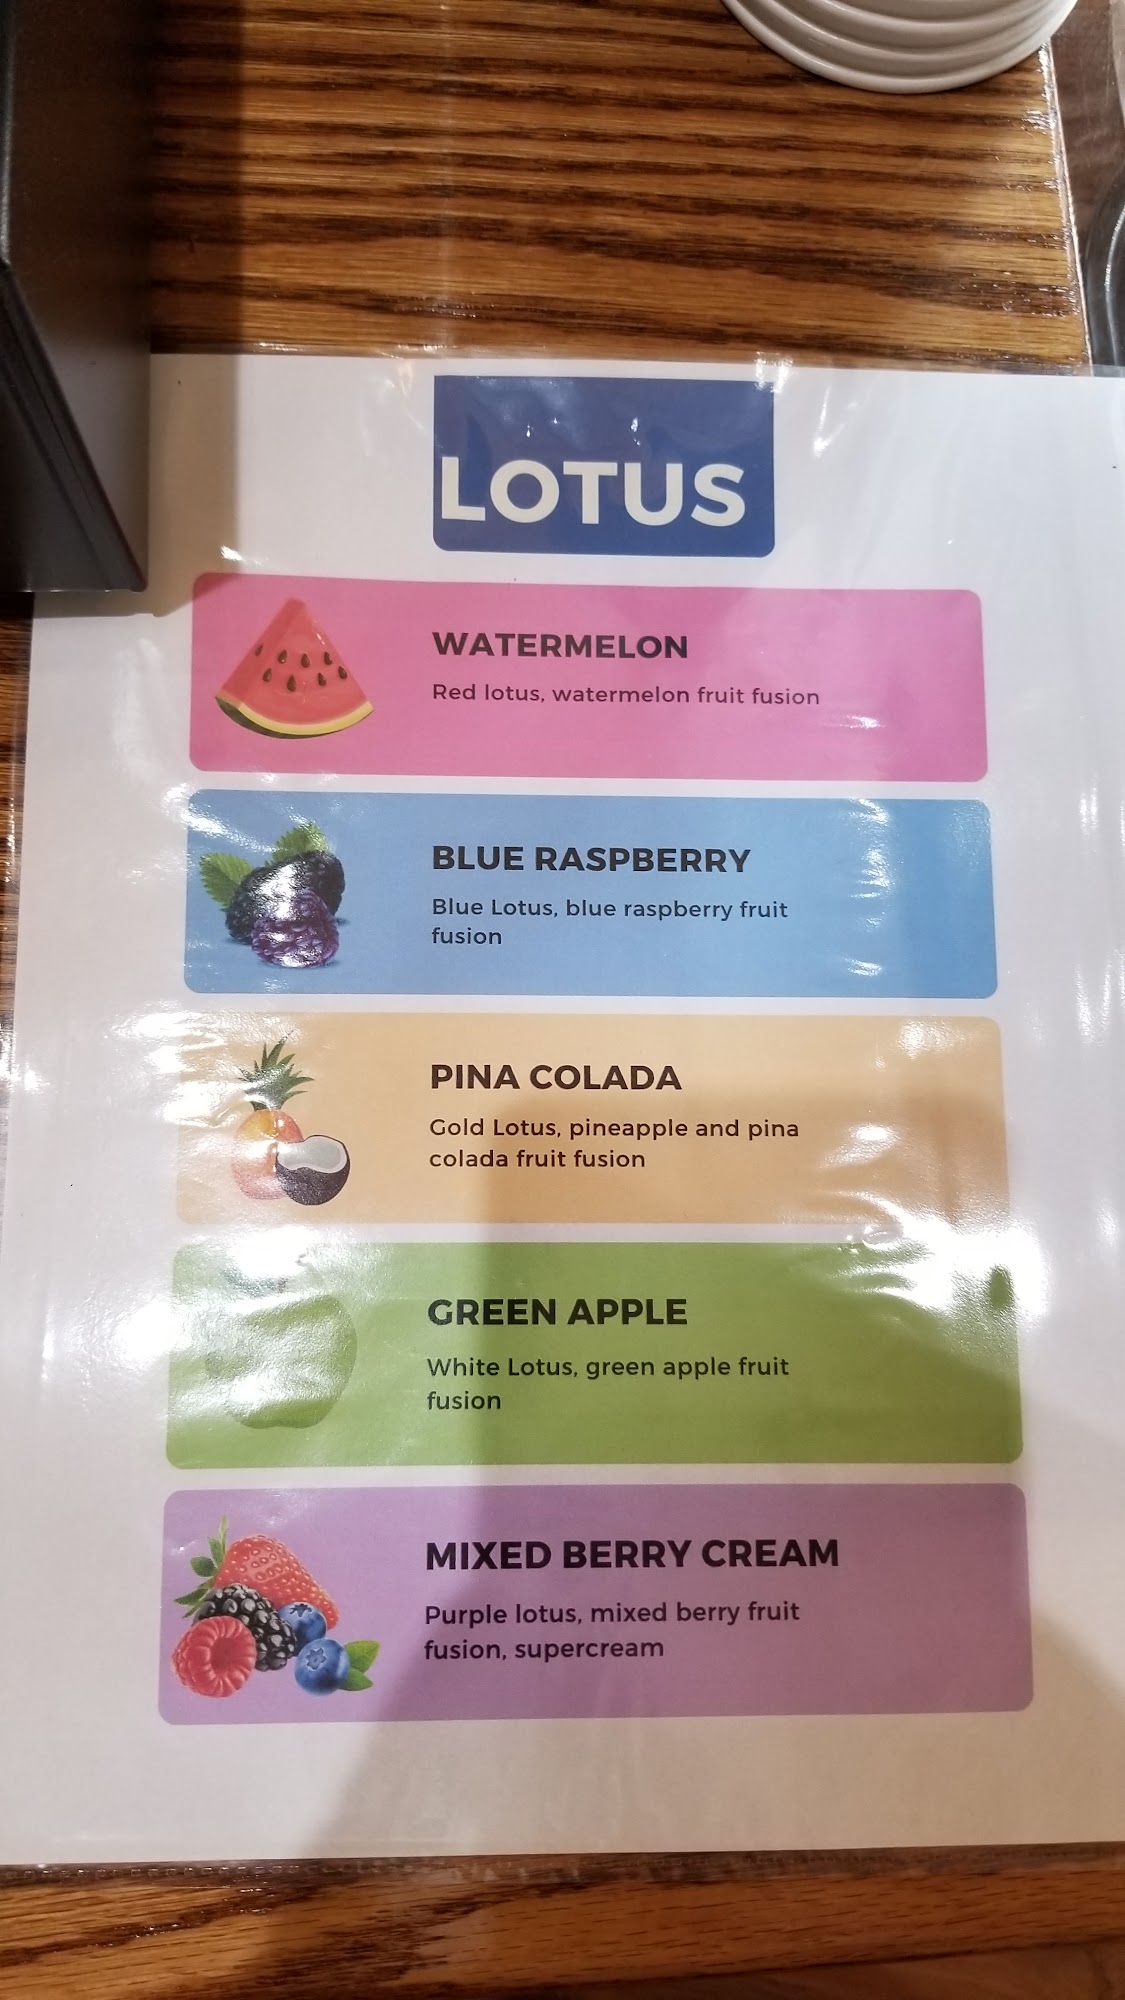 LOTUS
WATERMELON
Red lotus, watermelon fruit fusion
BLUE RASPBERRY
Blue Lotus, blue raspberry fruit
fusion
PINA COLADA
Gold Lotus, pineapple and pina
colada fruit fusion
GREEN APPLE
White Lotus, green apple fruit
fusion
MIXED BERRY CREAM
Purple lotus, mixed berry fruit
fusion, supercream